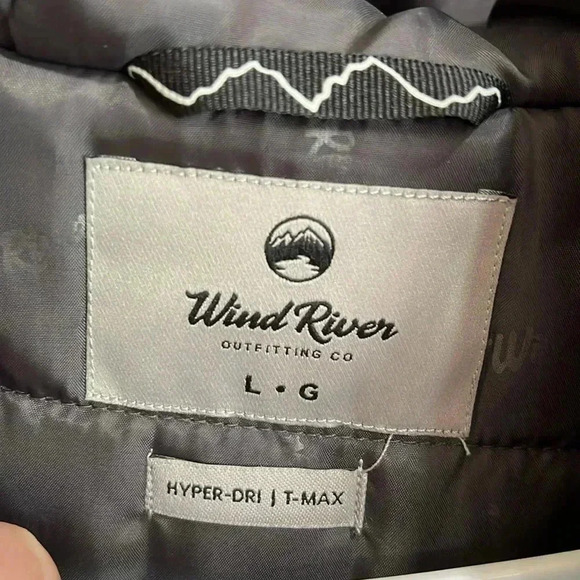 Wind River
OUTFITTING CO
L • G
HYPER-DRI | T-MAX